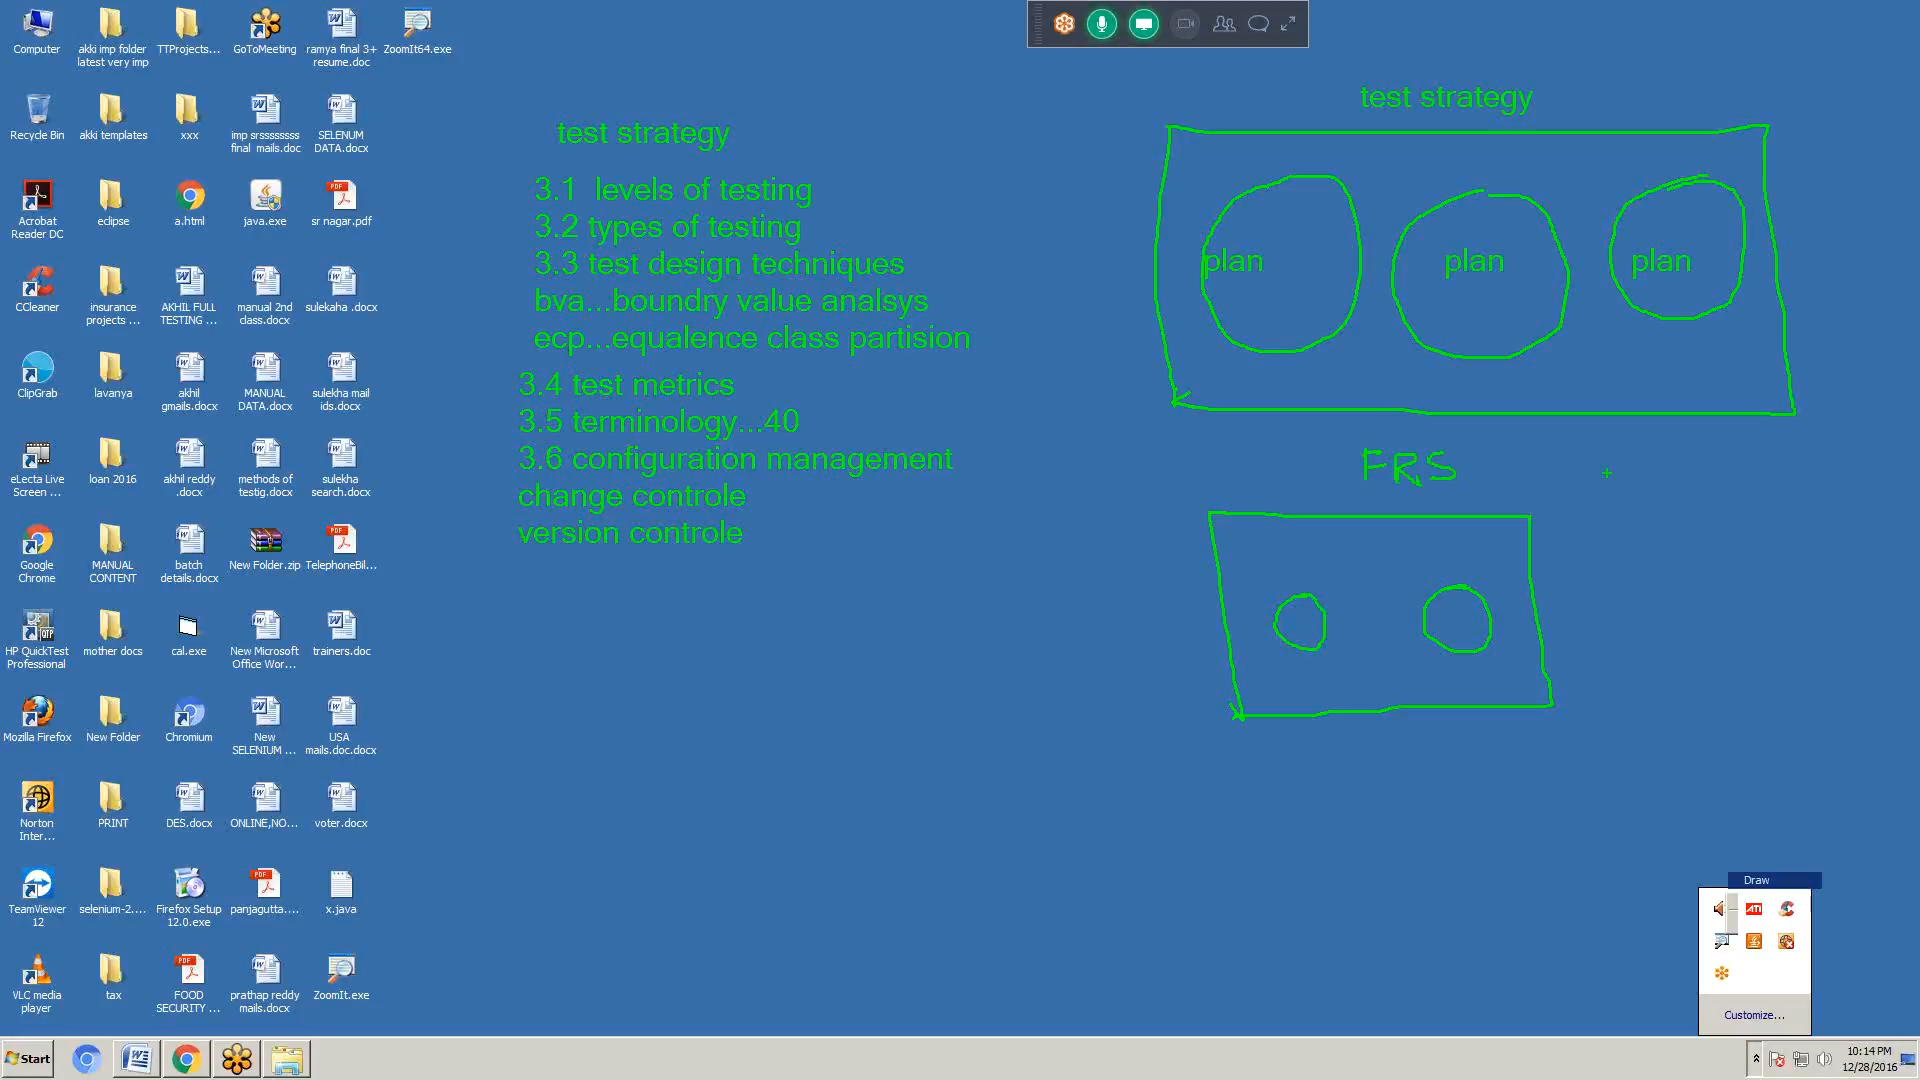 Computer
akki imp folder
latest very imp
TTProjects...
GoToMeeting
ramya final 3+
resume.doc
ZoomIt64.exe
Recycle Bin
akki templates
xxx
imp srsssssssss
final mails.doc
SELENUM
DATA.docx
Acrobat
Reader DC
eclipse
a.html
java.exe
sr nagar.pdf
CCleaner
insurance
projects ...
AKHIL FULL
TESTING ...
manual 2nd
class.docx
sulekaha .docx
ClipGrab
lavanya
akhil
gmails.docx
MANUAL
DATA.docx
sulekha mail
ids.docx
eLecta Live
Screen ...
loan 2016
akhil reddy
.docx
methods of
testig.docx
sulekha
search.docx
Google
Chrome
MANUAL
CONTENT
batch
details.docx
New Folder.zip
TelephoneBil...
HP QuickTest
Professional
mother docs
cal.exe
New Microsoft
Office Wor...
trainers.doc
Mozilla Firefox
New Folder
Chromium
New
SELENIUM ...
USA
mails.doc.docx
Norton
Inter...
PRINT
DES.docx
ONLINE,NO...
voter.docx
TeamViewer
12
selenium-2....
Firefox Setup
12.0.exe
panjagutta....
x.java
VLC media
player
tax
FOOD
SECURITY ...
prathap reddy
mails.docx
ZoomIt.exe
test strategy
3.1 levels of testing
3.2 types of testing
3.3 test design techniques
bva...boundry value analsys
ecp...equalence class partision
3.4 test metrics
3.5 terminology...40
3.6 configuration management
change controle
version controle
test strategy
plan
plan
plan
FRS
Draw
ATI
Customize...
Start
10:14 PM
12/28/2016